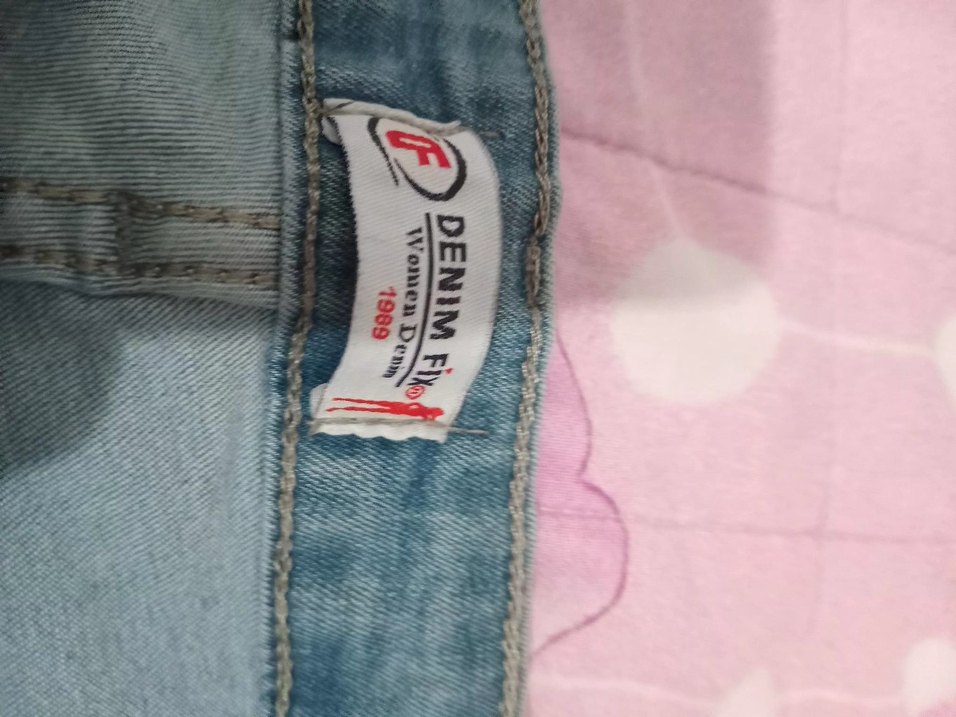 DF
DENIM FiX®
Women Denim
1989